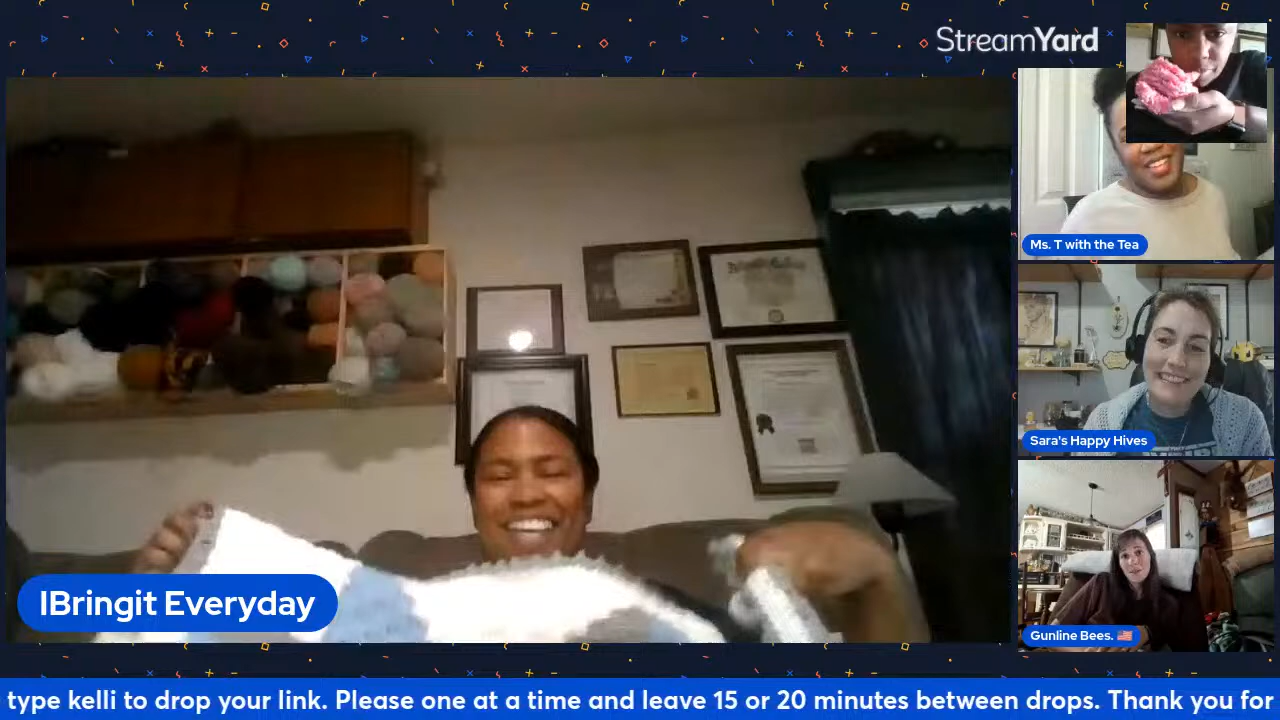 StreamYard
Ms. T with the Tea
Sara's Happy Hives
IBringit Everyday
Gunline Bees. 🇺🇸
type kelli to drop your link. Please one at a time and leave 15 or 20 minutes between drops. Thank you for